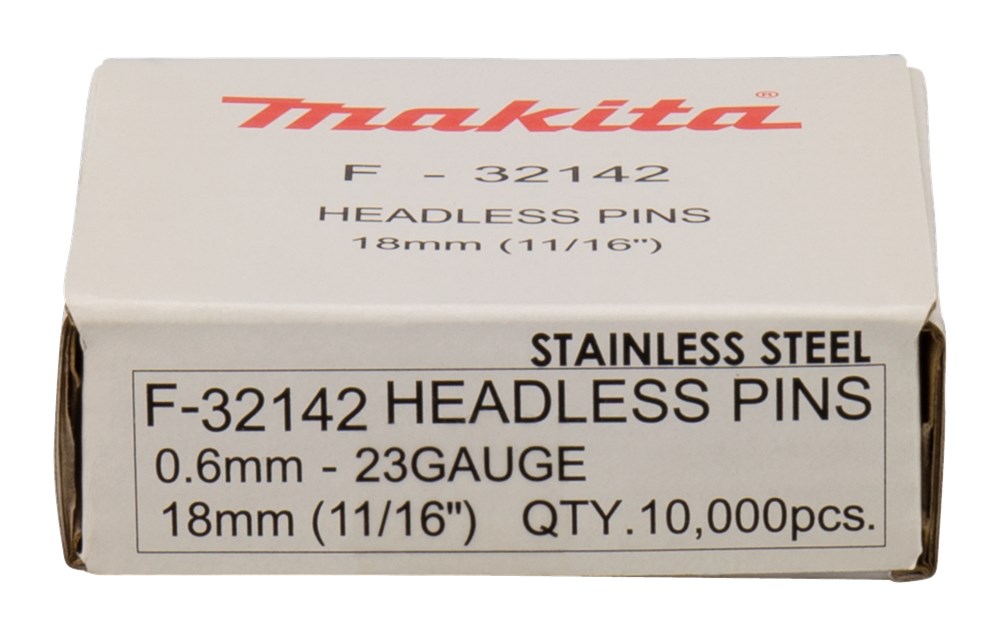 makita®
F - 32142
HEADLESS PINS
18mm (11/16")
STAINLESS STEEL
F-32142 HEADLESS PINS
0.6mm - 23GAUGE
18mm (11/16") QTY.10,000pcs.